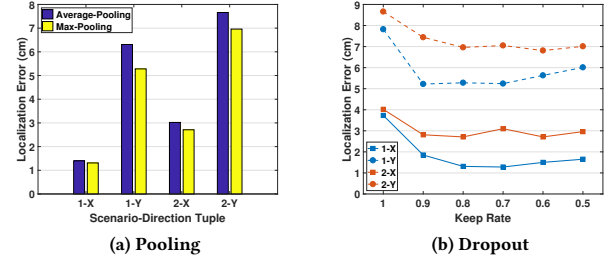 8
7
6
5
4
3
2
1
0
Localization Error (cm)
Average-Pooling
Max-Pooling
1-X 1-Y 2-X 2-Y
Scenario-Direction Tuple
(a) Pooling
9
8
7
6
5
4
3
2
1
0
Localization Error (cm)
1-X
1-Y
2-X
2-Y
1 0.9 0.8 0.7 0.6 0.5
Keep Rate
(b) Dropout